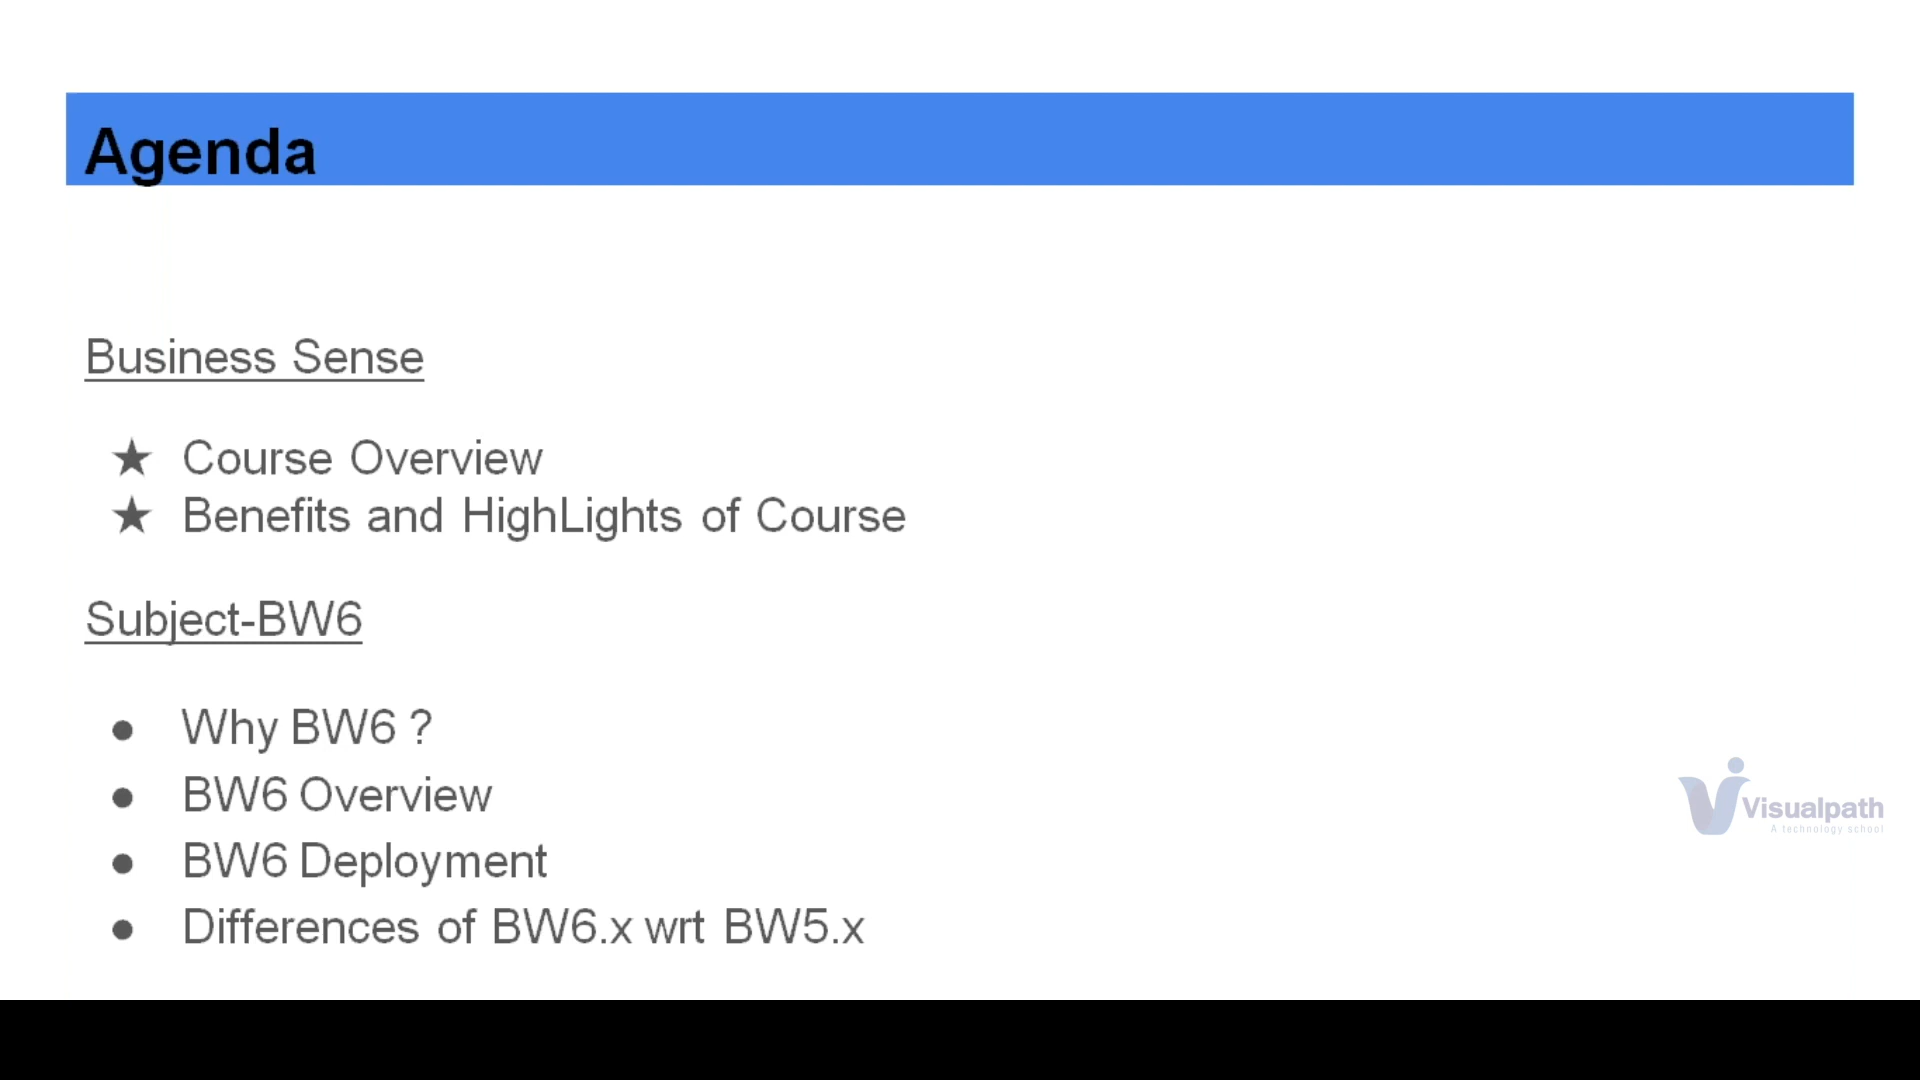 Agenda
Business Sense
★ Course Overview
★ Benefits and HighLights of Course
Subject-BW6
● Why BW6 ?
● BW6 Overview
● BW6 Deployment
● Differences of BW6.x wrt BW5.x
Visualpath
A technology school